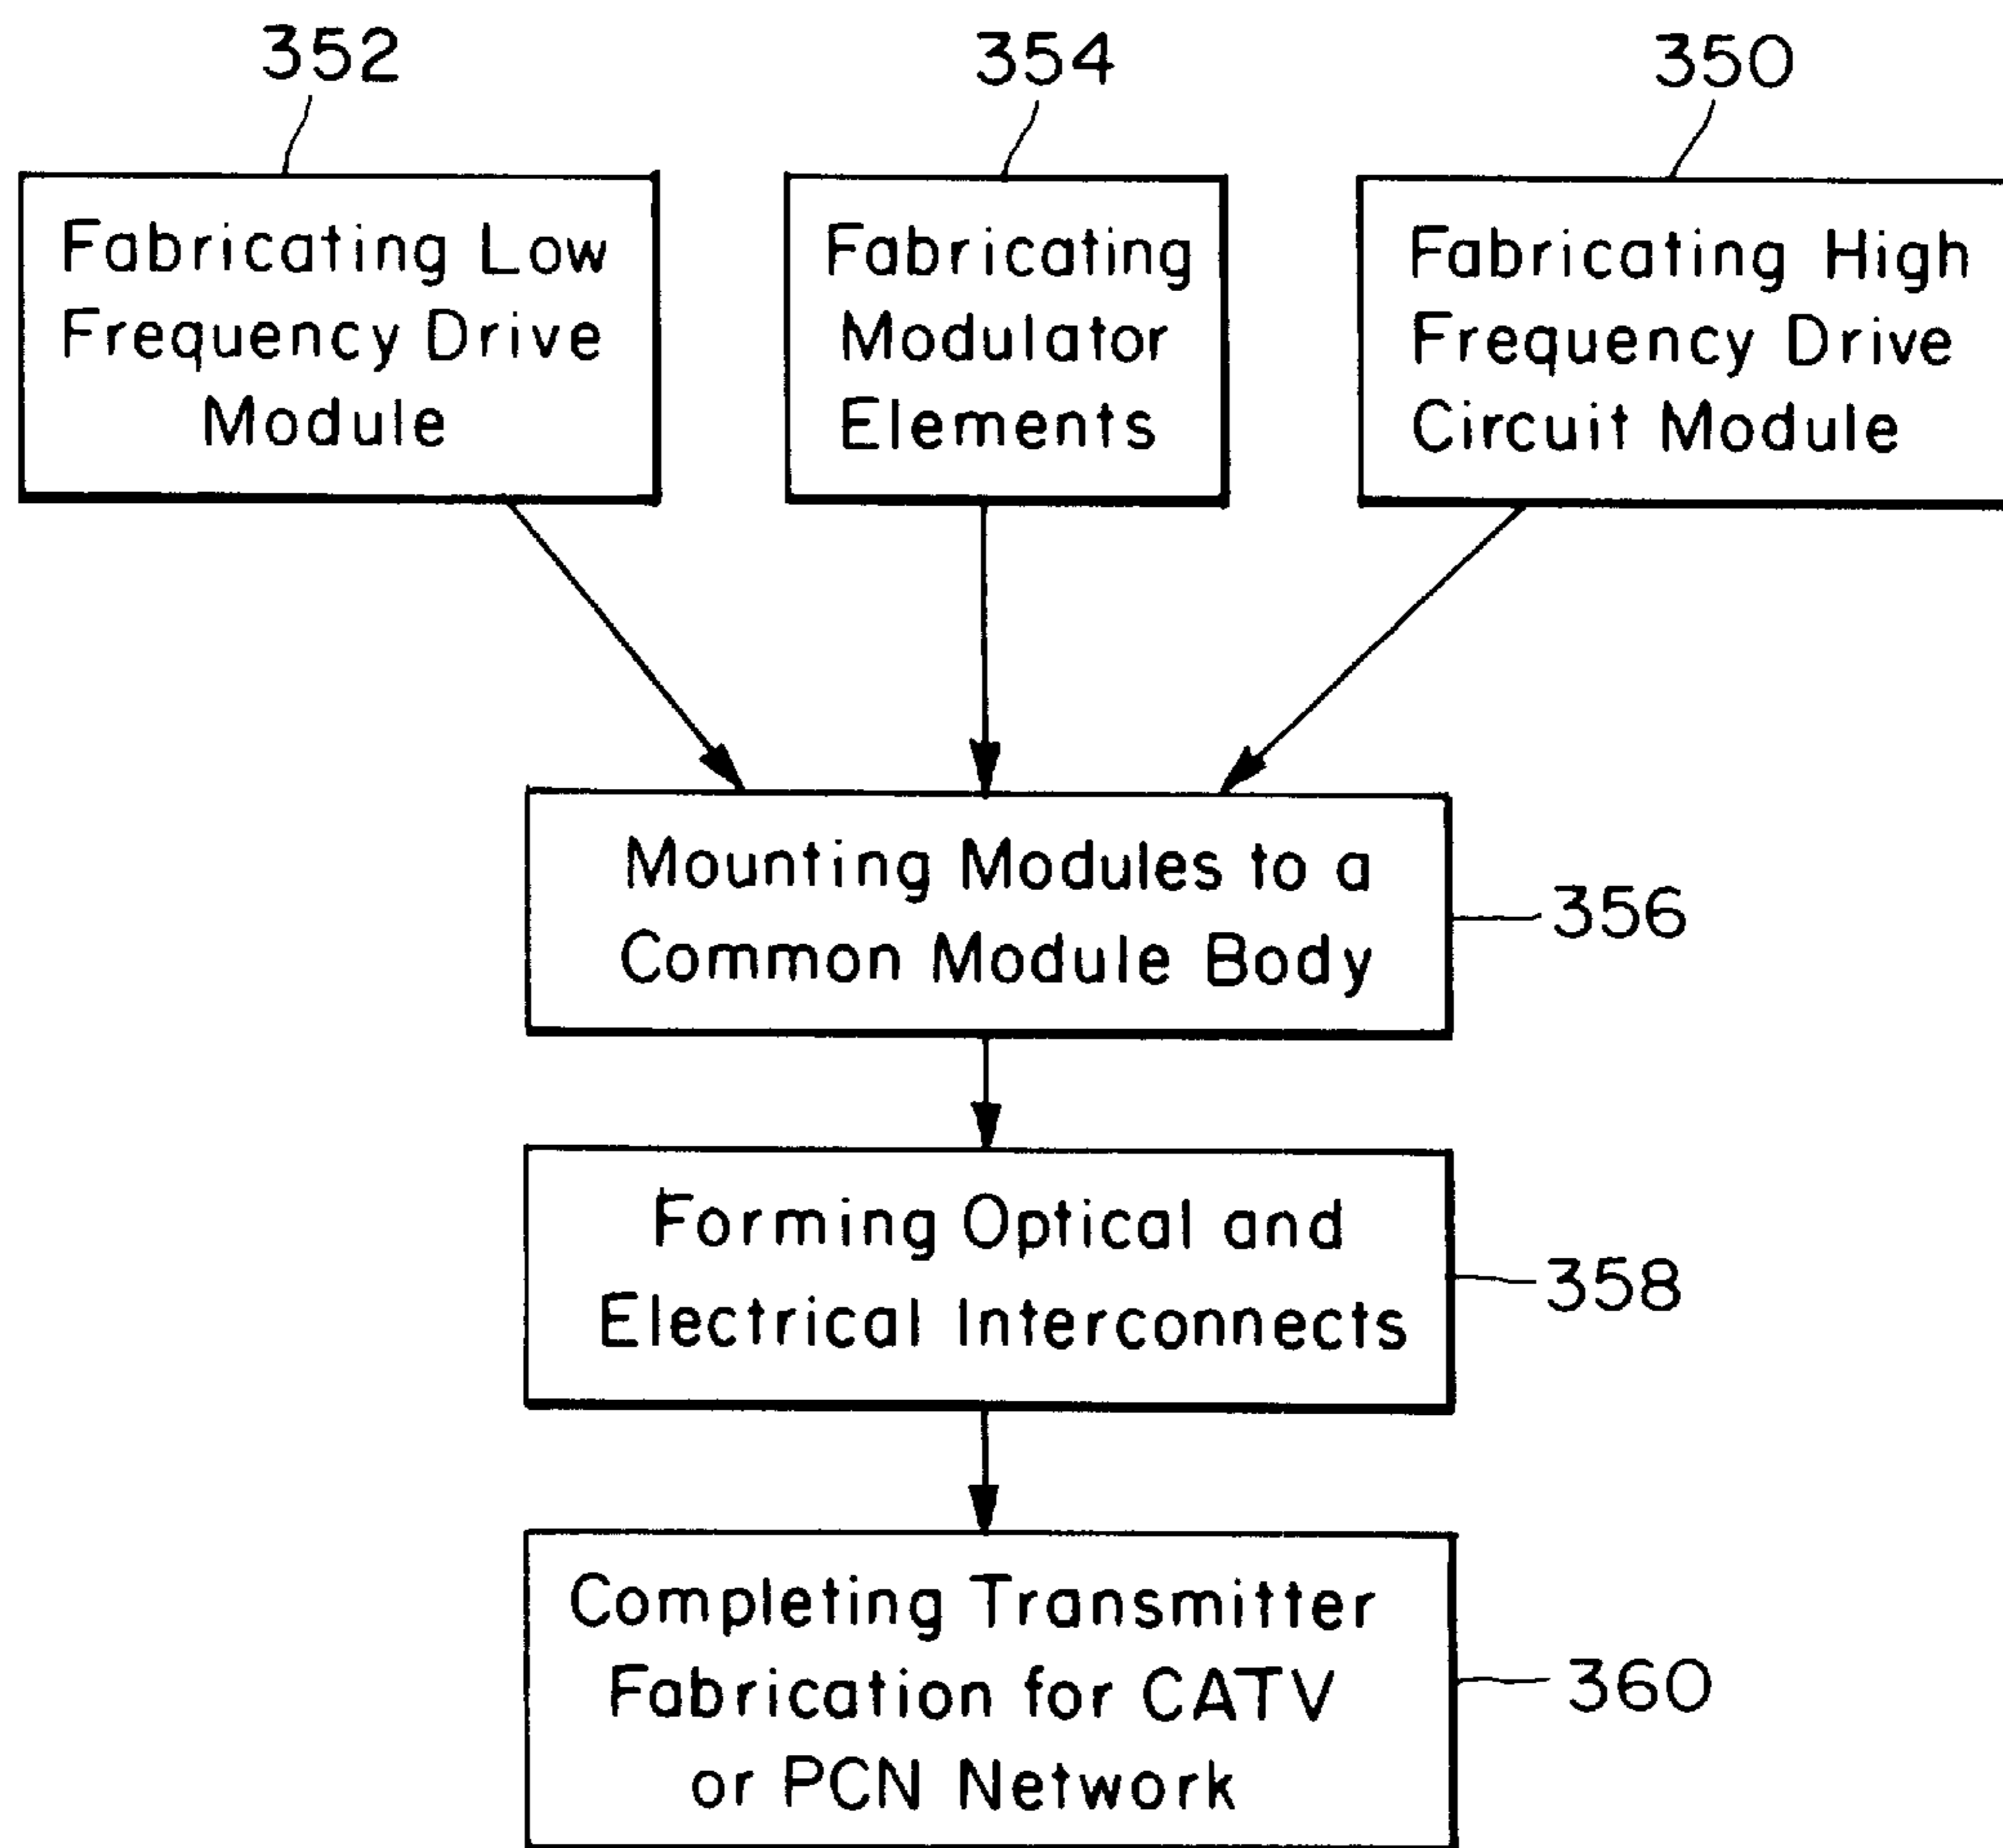 352
354
350
Fabricating Low
Frequency Drive
Module
Fabricating
Modulator
Elements
Fabricating High
Frequency Drive
Circuit Module
Mounting Modules to a
Common Module Body
356
Forming Optical and
Electrical Interconnects
358
Completing Transmitter
Fabrication for CATV
or PCN Network
360